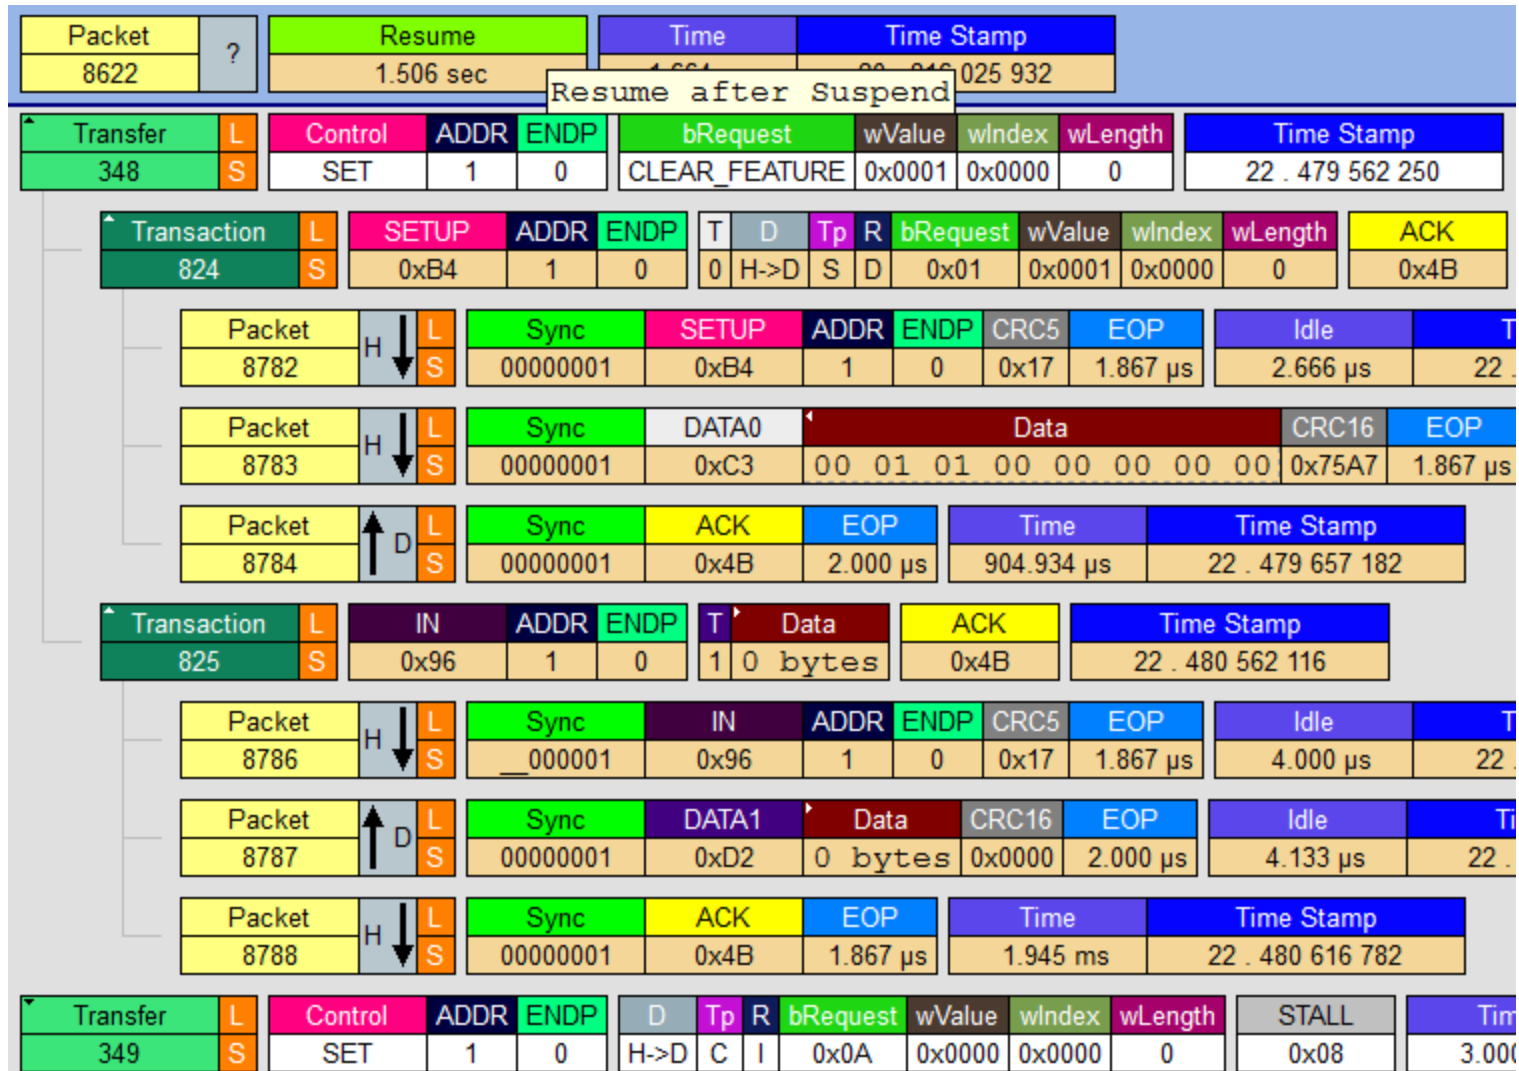 Packet ? Resume Time Time Stamp
8622 1.506 sec 025 932
Resume after Suspend
Transfer L Control ADDR ENDP bRequest wValue wIndex wLength Time Stamp
348 S SET 1 0 CLEAR_FEATURE 0x0001 0x0000 0 22 . 479 562 250
Transaction L SETUP ADDR ENDP T D Tp R bRequest wValue wIndex wLength ACK
824 S 0xB4 1 0 0 H->D S D 0x01 0x0001 0x0000 0 0x4B
Packet H L Sync SETUP ADDR ENDP CRC5 EOP Idle
8782 S 00000001 0xB4 1 0 0x17 1.867 µs 2.666 µs 22 .
Packet H L Sync DATA0 Data CRC16 EOP
8783 S 00000001 0xC3 00 01 01 00 00 00 00 00 0x75A7 1.867 µs
Packet D L Sync ACK EOP Time Time Stamp
8784 S 00000001 0x4B 2.000 µs 904.934 µs 22 . 479 657 182
Transaction L IN ADDR ENDP T Data ACK Time Stamp
825 S 0x96 1 0 1 0 bytes 0x4B 22 . 480 562 116
Packet H L Sync IN ADDR ENDP CRC5 EOP Idle
8786 S __000001 0x96 1 0 0x17 1.867 µs 4.000 µs 22 .
Packet D L Sync DATA1 Data CRC16 EOP Idle
8787 S 00000001 0xD2 0 bytes 0x0000 2.000 µs 4.133 µs 22 .
Packet H L Sync ACK EOP Time Time Stamp
8788 S 00000001 0x4B 1.867 µs 1.945 ms 22 . 480 616 782
Transfer L Control ADDR ENDP D Tp R bRequest wValue wIndex wLength STALL
349 S SET 1 0 H->D C I 0x0A 0x0000 0x0000 0 0x08